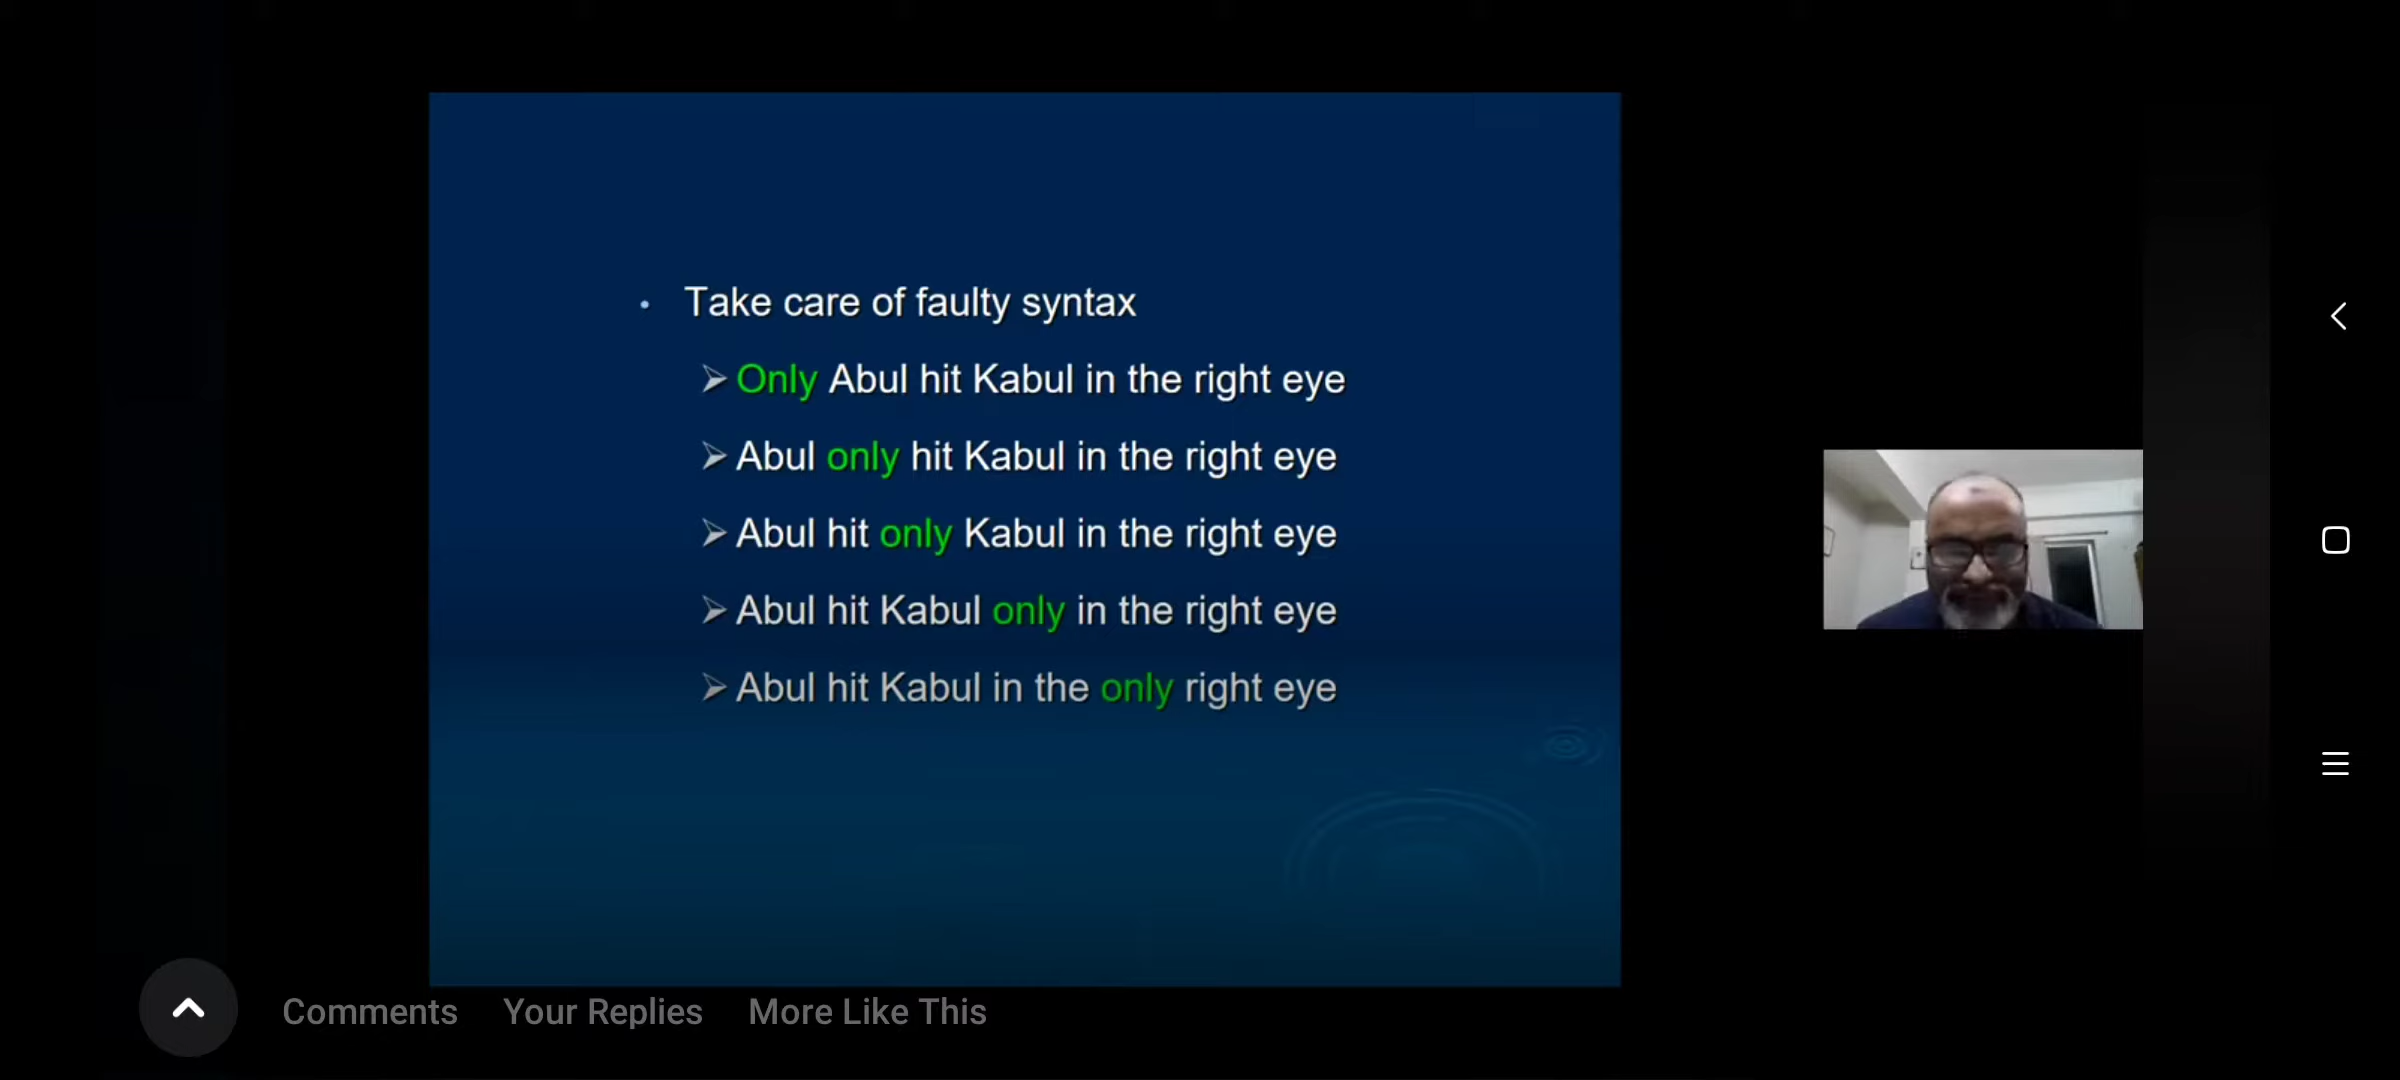 • Take care of faulty syntax
➢ Only Abul hit Kabul in the right eye
➢ Abul only hit Kabul in the right eye
➢ Abul hit only Kabul in the right eye
➢ Abul hit Kabul only in the right eye
➢ Abul hit Kabul in the only right eye
Comments Your Replies More Like This